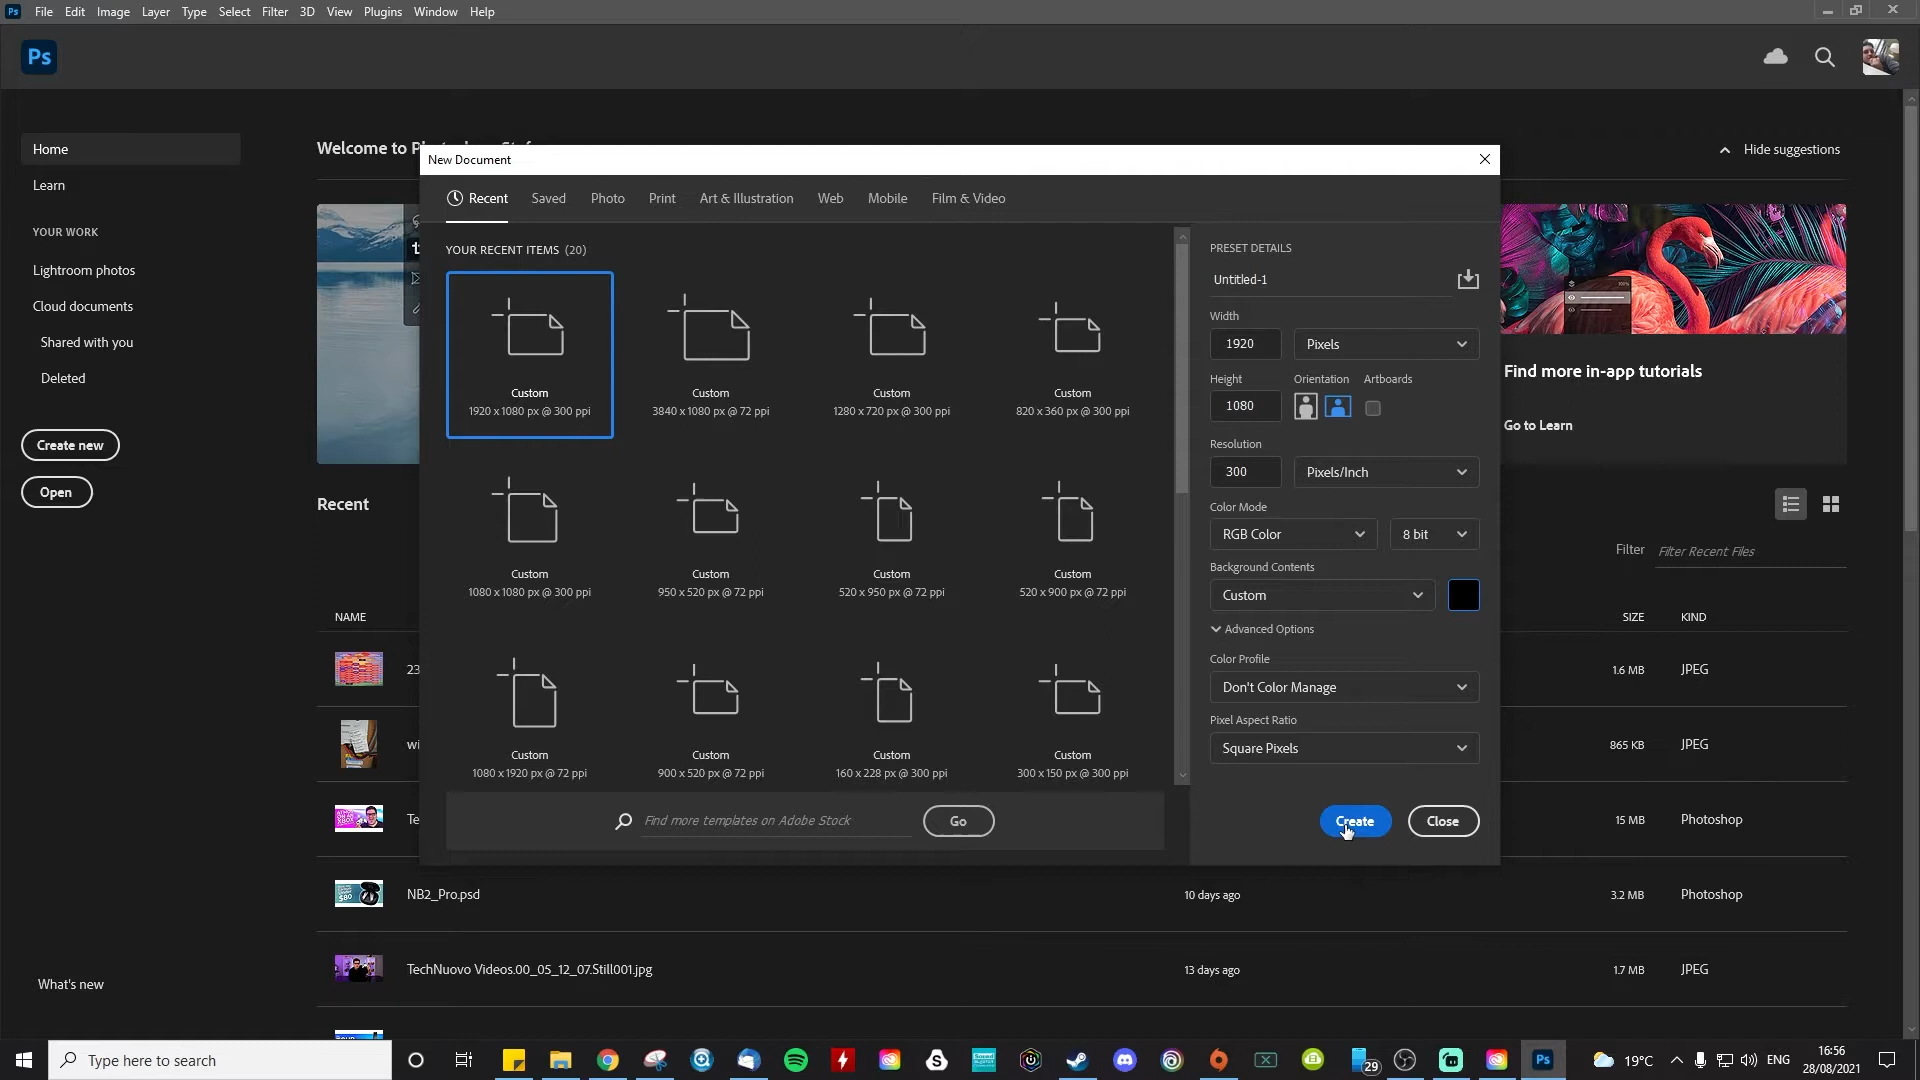 Ps File Edit Image Layer Type Select Filter 3D View Plugins Window Help
Ps
Home
Learn
YOUR WORK
Lightroom photos
Cloud documents
Shared with you
Deleted
Create new
Open
What's new
Welcome to
Hide suggestions
New Document
Recent Saved Photo Print Art & Illustration Web Mobile Film & Video
YOUR RECENT ITEMS (20)
Custom
1920 x 1080 px @ 300 ppi
Custom
3840 x 1080 px @ 72 ppi
Custom
1280 x 720 px @ 300 ppi
Custom
820 x 360 px @ 300 ppi
Custom
1080 x 1080 px @ 300 ppi
Custom
950 x 520 px @ 72 ppi
Custom
520 x 950 px @ 72 ppi
Custom
520 x 900 px @ 72 ppi
Custom
1080 x 1920 px @ 72 ppi
Custom
900 x 520 px @ 72 ppi
Custom
160 x 228 px @ 300 ppi
Custom
300 x 150 px @ 300 ppi
Find more templates on Adobe Stock
Go
PRESET DETAILS
Untitled-1
Width
1920 Pixels
Height Orientation Artboards
1080
Resolution
300 Pixels/Inch
Color Mode
RGB Color 8 bit
Background Contents
Custom
Advanced Options
Color Profile
Don't Color Manage
Pixel Aspect Ratio
Square Pixels
Create Close
Find more in-app tutorials
Go to Learn
Recent
Filter Filter Recent Files
NAME SIZE KIND
23 1.6 MB JPEG
wi 865 KB JPEG
Te 15 MB Photoshop
NB2_Pro.psd 10 days ago 3.2 MB Photoshop
TechNuovo Videos.00_05_12_07.Still001.jpg 13 days ago 1.7 MB JPEG
Type here to search
29
Ps
19°C
ENG
16:56
28/08/2021